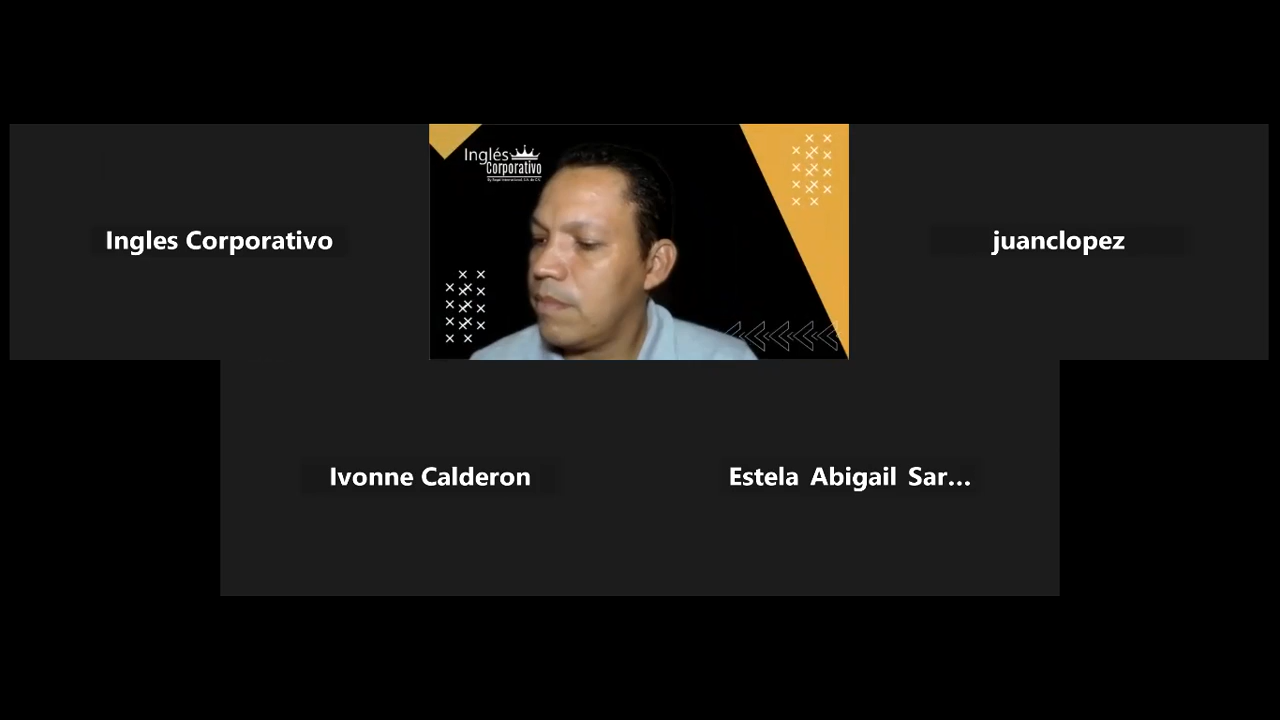 Ingles Corporativo
Inglés
Corporativo
juanclopez
Ivonne Calderon
Estela Abigail Sar...